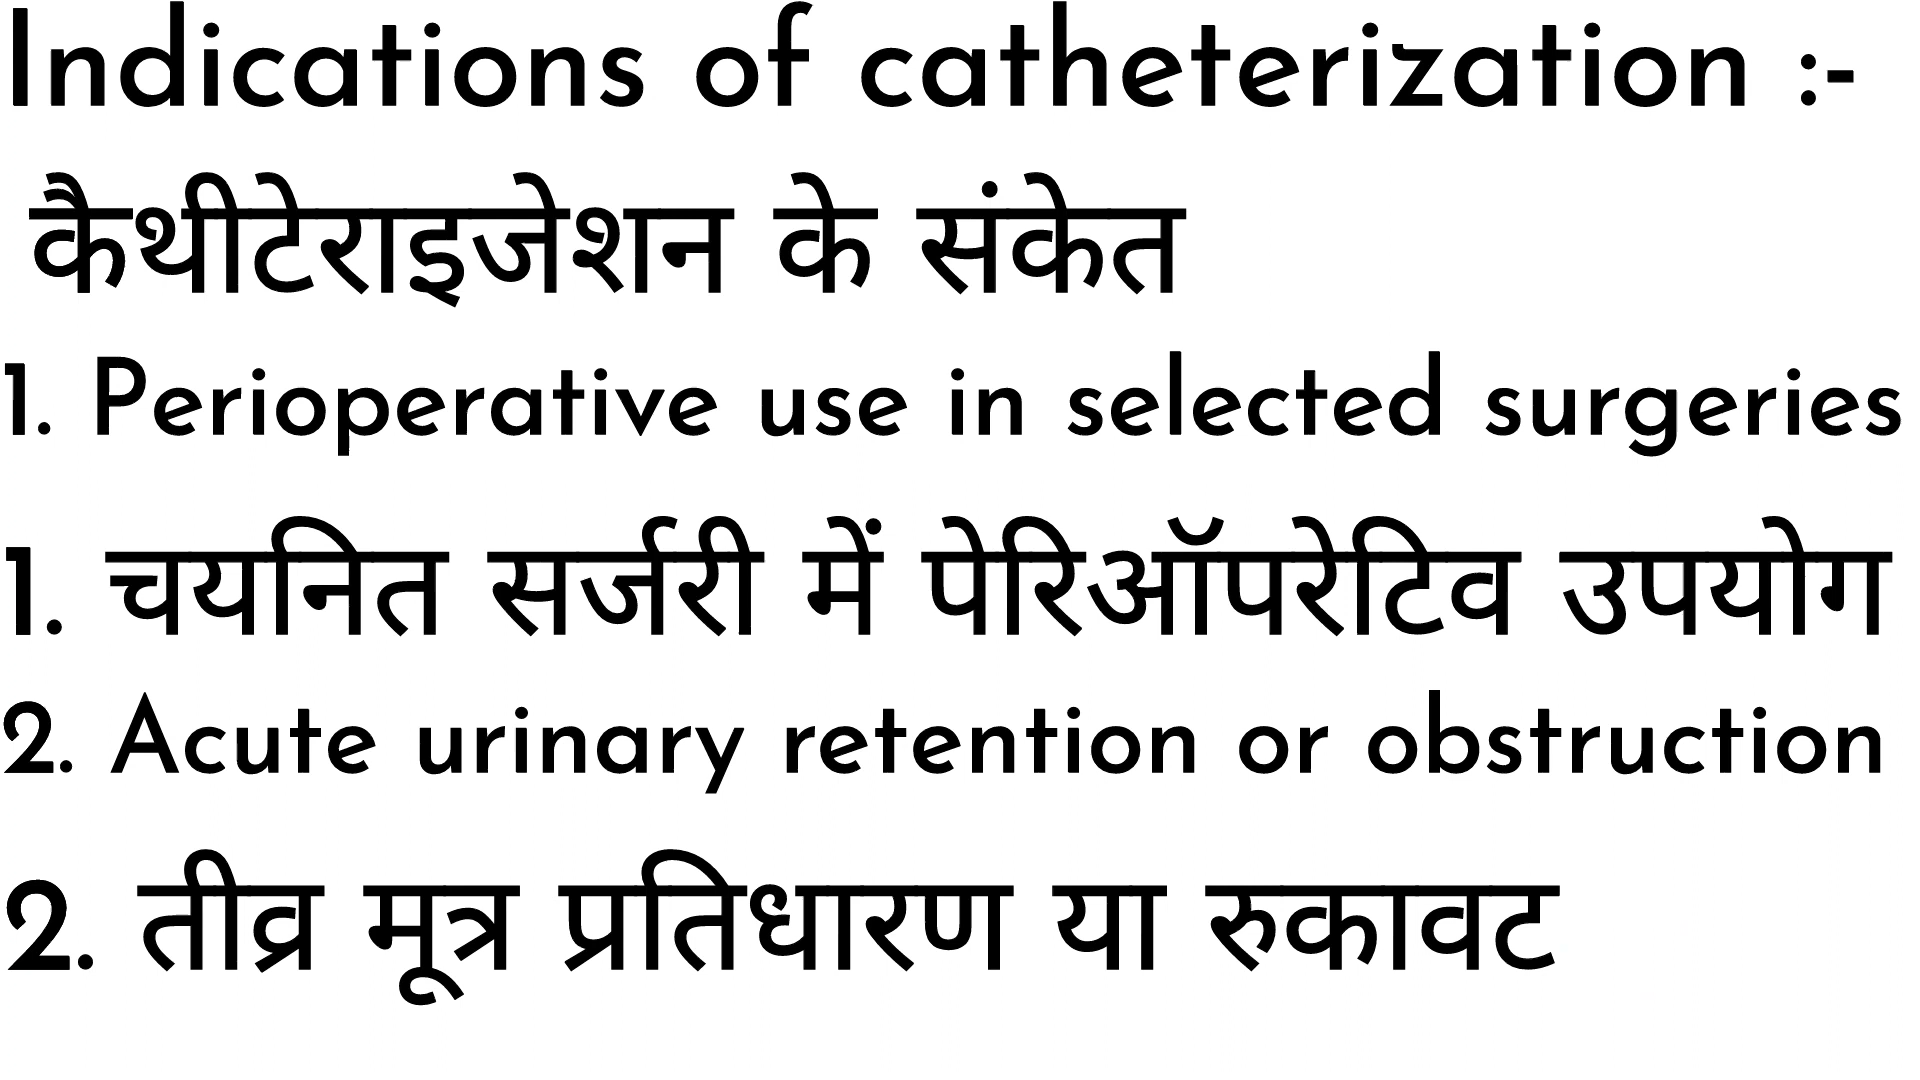 Indications of catheterization :-
कैथीटेराइजेशन के संकेत
1. Perioperative use in selected surgeries
1. चयनित सर्जरी में पेरिऑपरेटिव उपयोग
2. Acute urinary retention or obstruction
2. तीव्र मूत्र प्रतिधारण या रुकावट